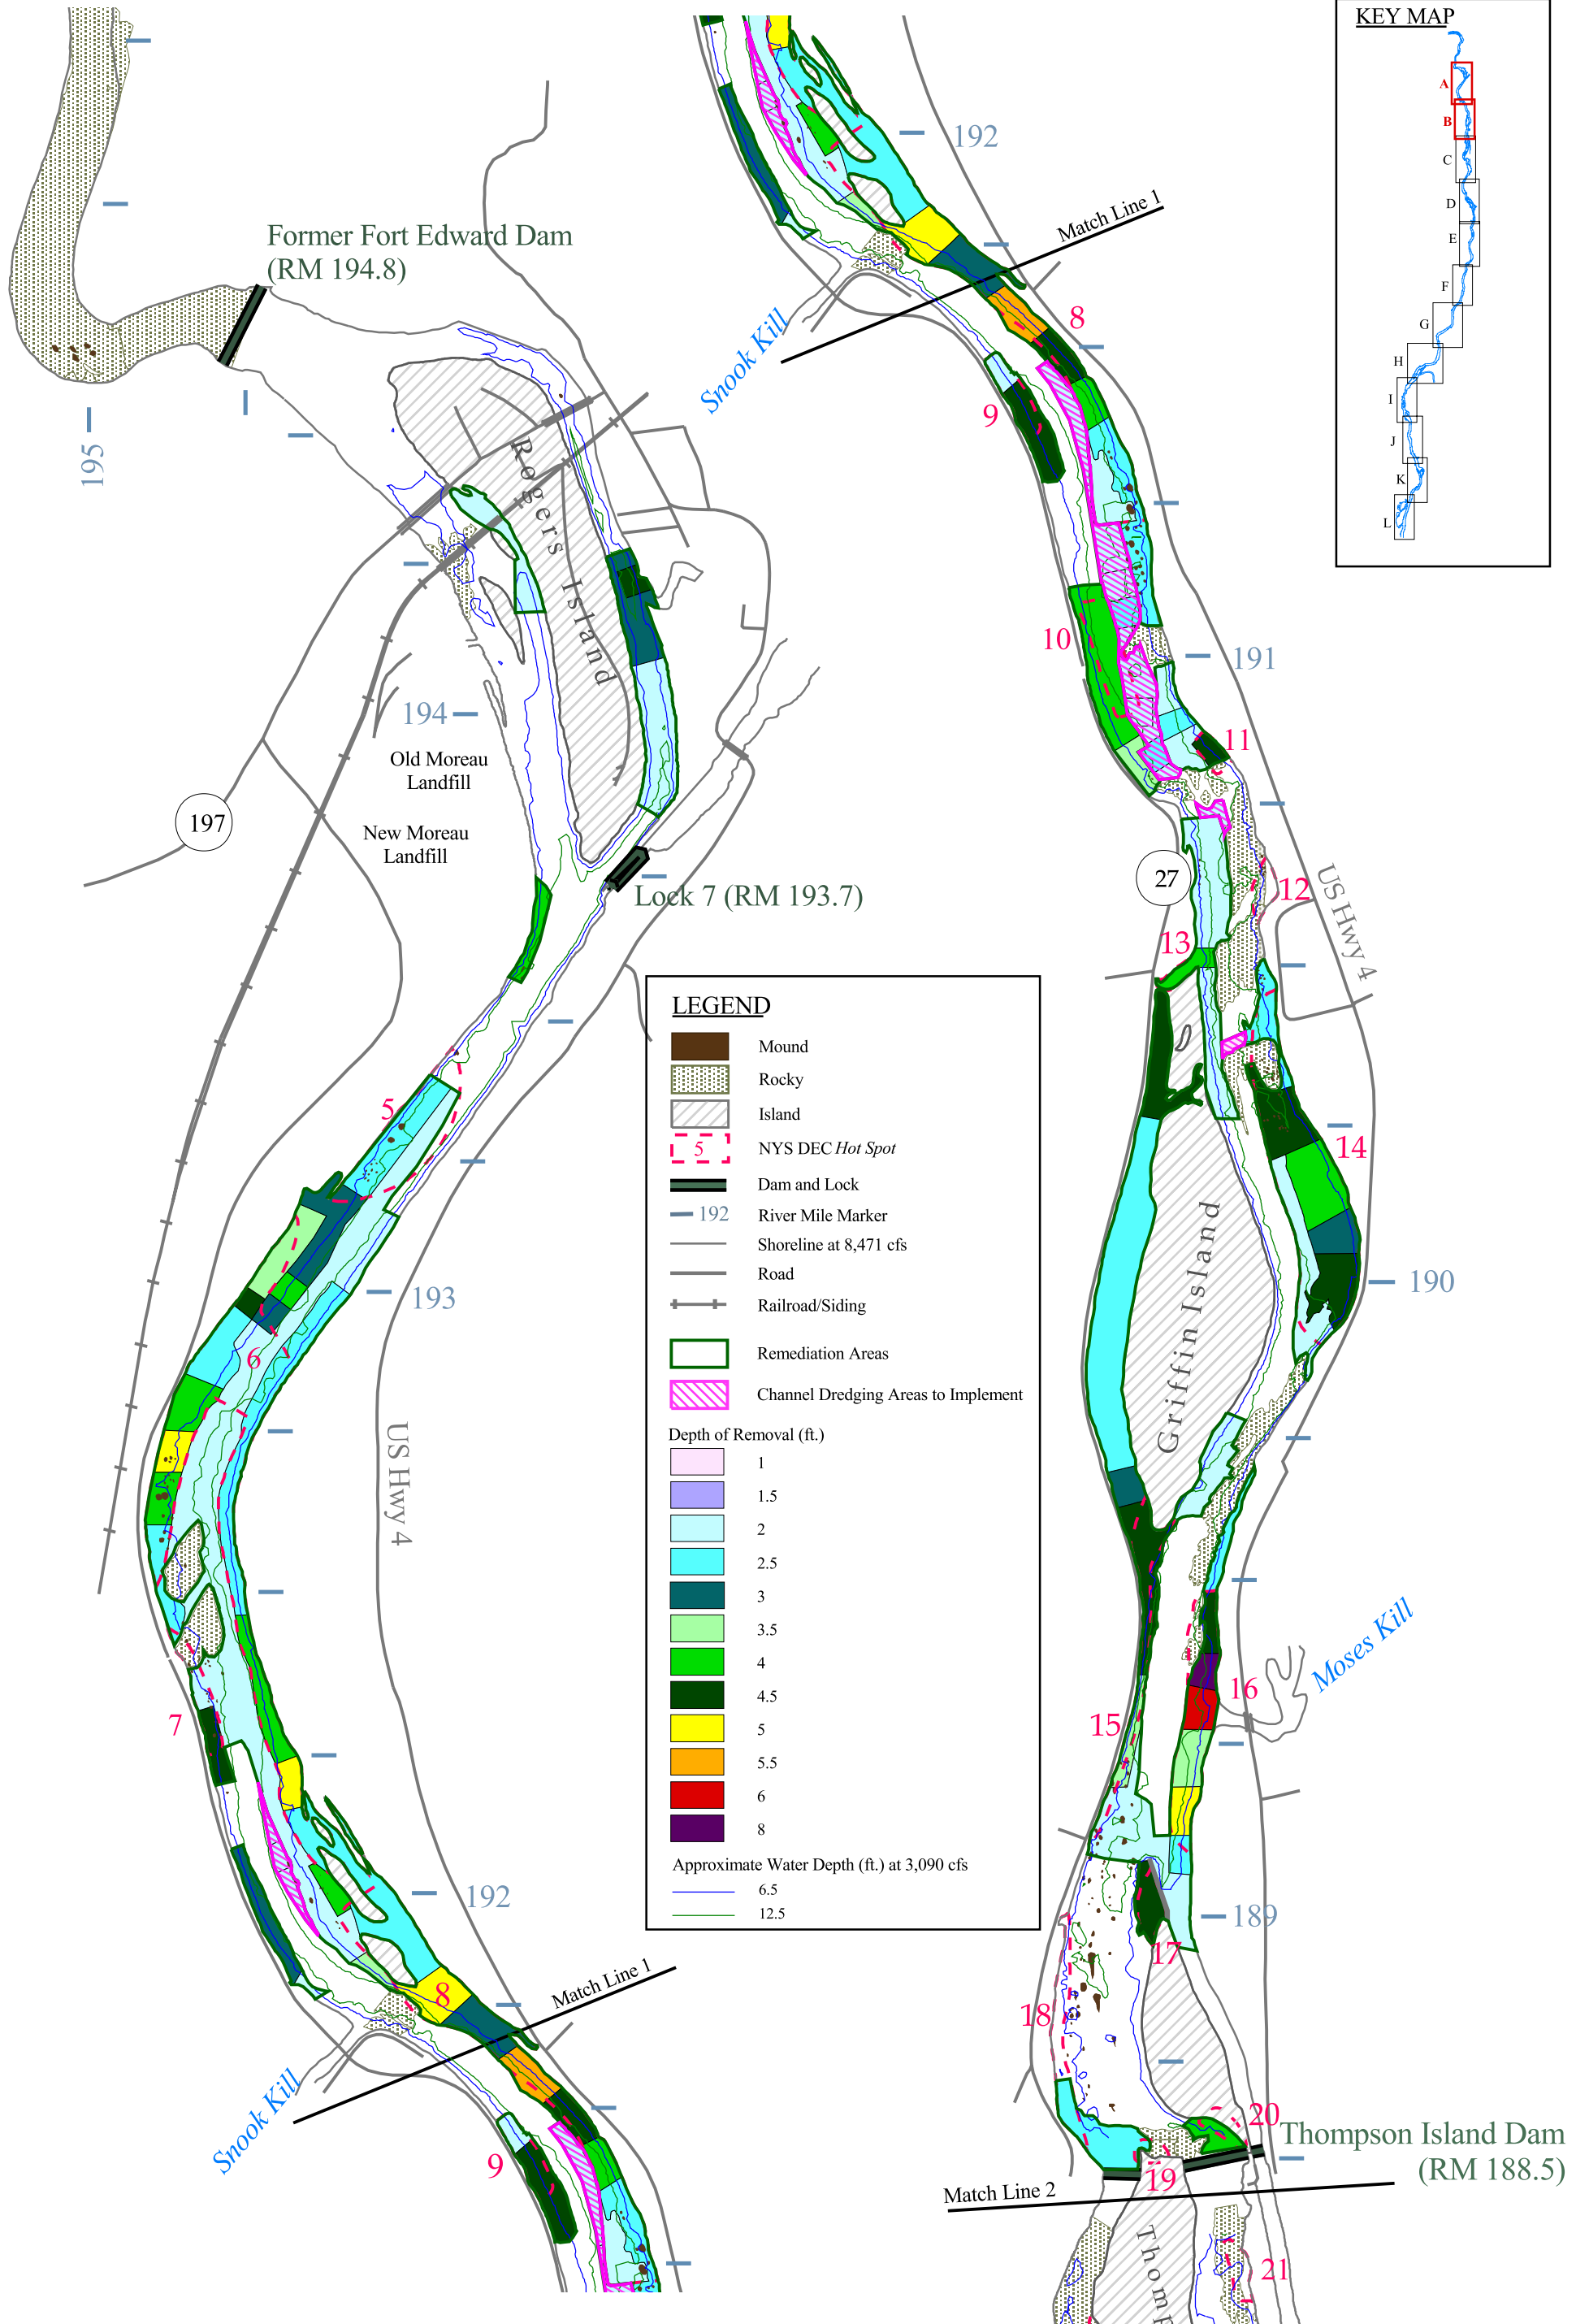 KEY MAP
A
B
C
D
E
F
G
H
I
J
K
L
Former Fort Edward Dam
(RM 194.8)
195
Rogers Island
194
Old Moreau
Landfill
New Moreau
Landfill
197
Lock 7 (RM 193.7)
5
193
6
US Hwy 4
7
192
8
Match Line 1
Snook Kill
9
192
Match Line 1
Snook Kill
8
9
10
191
11
27
12
US Hwy 4
13
14
Griffin Island
190
Moses Kill
16
15
189
17
18
20
Thompson Island Dam
(RM 188.5)
19
Match Line 2
Thomp
21
LEGEND
Mound
Rocky
Island
5 NYS DEC Hot Spot
Dam and Lock
192 River Mile Marker
Shoreline at 8,471 cfs
Road
Railroad/Siding
Remediation Areas
Channel Dredging Areas to Implement
Depth of Removal (ft.)
1
1.5
2
2.5
3
3.5
4
4.5
5
5.5
6
8
Approximate Water Depth (ft.) at 3,090 cfs
6.5
12.5